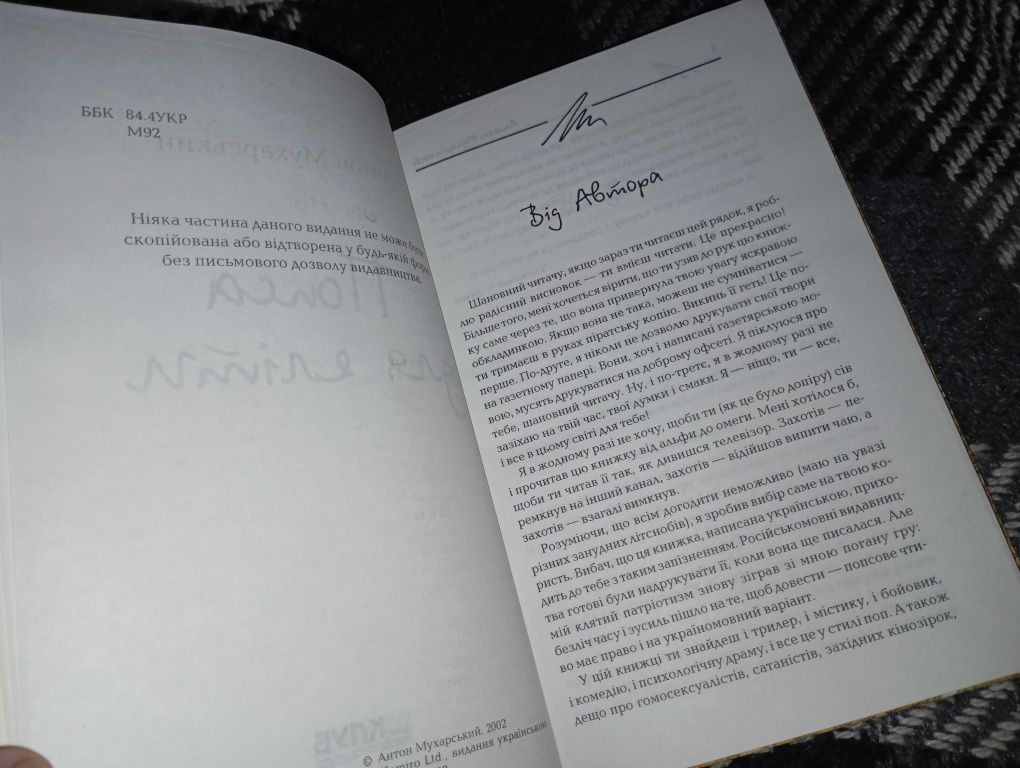 ББК 84.4УКР
М92
Ніяка частина даного видання не може бути
скопійована або відтворена у будь-якій формі
без письмового дозволу видавництва.
© Антон Мухарський, 2002
Ltd., видання українською
Від Автора
Шановний читачу, якщо зараз ти читаєш цей рядок, я роб-
лю радісний висновок — ти вмієш читати. Це прекрасно!
Більше того, мені хочеться вірити, що ти узяв до рук цю книж-
ку саме через те, що вона привернула твою увагу яскравою
обкладинкою. Якщо вона не така, можеш не сумніватися —
ти тримаєш в руках піратську копію. Викинь її геть! Це по-
перше. По-друге, я ніколи не дозволю друкувати свої твори
на газетному папері. Вони, хоч і написані газетярською мо-
вою, мусять друкуватися на доброму офсеті. Я піклуюся про
тебе, шановний читачу. Ну, і по-третє, я в жодному разі не
зазіхаю на твій час, твої думки і смаки. Я — ніщо, ти — все,
і все в цьому світі для тебе!
Я в жодному разі не хочу, щоби ти (як це було допіру) сів
і прочитав цю книжку від альфи до омеги. Мені хотілося б,
щоби ти читав її так, як дивишся телевізор. Захотів — пе-
ремкнув на інший канал, захотів — відійшов випити чаю, а
захотів — взагалі вимкнув.
Розуміючи, що всім догодити неможливо (маю на увазі
різних занудних літснобів), я зробив вибір саме на твою ко-
ристь. Вибач, що ця книжка, написана українською, прихо-
дить до тебе з таким запізненням. Російськомовні видавниц-
тва готові були надрукувати її, коли вона ще писалася. Але
мій клятий патріотизм знову зіграв зі мною погану гру:
безліч часу і зусиль пішло на те, щоб довести — попсове чти-
во має право і на україномовний варіант.
У цій книжці ти знайдеш і трилер, і містику, і бойовик,
і комедію, і психологічну драму, і все це у стилі поп. А також
дещо про гомосексуалістів, сатаністів, західних кінозірок,